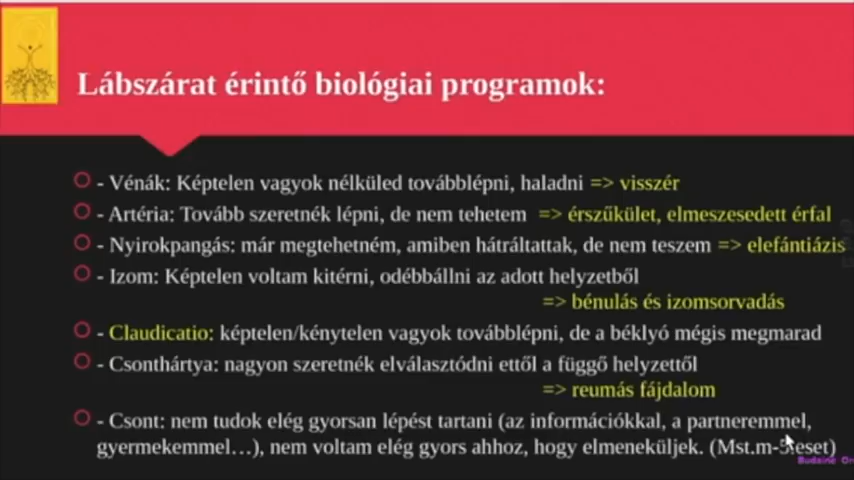 Lábszárat érintő biológiai programok:
- Vénák: Képtelen vagyok nélküled továbblépni, haladni => visszér
- Artéria: Tovább szeretnék lépni, de nem tehetem => érszűkület, elmeszesedett érfal
- Nyirokpangás: már megtehetném, amiben hátráltattak, de nem teszem => elefántiázis
- Izom: Képtelen voltam kitérni, odébbállni az adott helyzetből
=> bénulás és izomsorvadás
- Claudicatio: képtelen/kénytelen vagyok továbblépni, de a béklyó mégis megmarad
- Csonthártya: nagyon szeretnék elválasztódni ettől a függő helyzettől
=> reumás fájdalom
- Csont: nem tudok elég gyorsan lépést tartani (az információkkal, a partneremmel,
gyermekemmel…), nem voltam elég gyors ahhoz, hogy elmeneküljek.